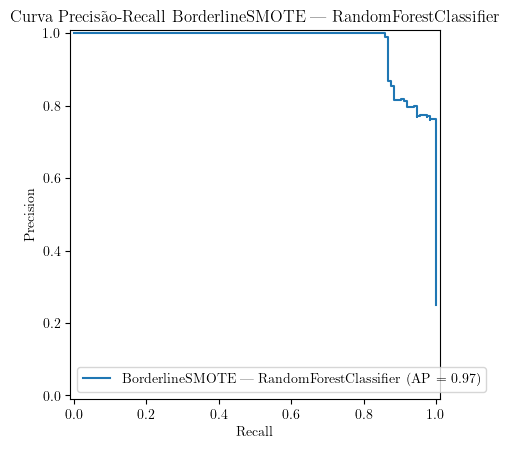 Curva Precisão-Recall BorderlineSMOTE — RandomForestClassifier
1.0
0.8
0.6
0.4
0.2
0.0
Precision
BorderlineSMOTE — RandomForestClassifier (AP = 0.97)
0.0 0.2 0.4 0.6 0.8 1.0
Recall